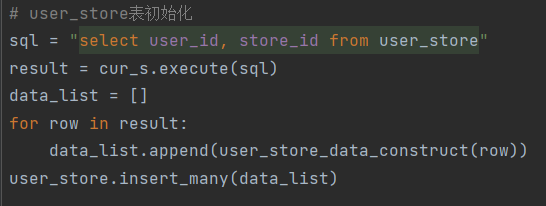 # user_store表初始化
sql = "select user_id, store_id from user_store"
result = cur_s.execute(sql)
data_list = []
for row in result:
    data_list.append(user_store_data_construct(row))
user_store.insert_many(data_list)